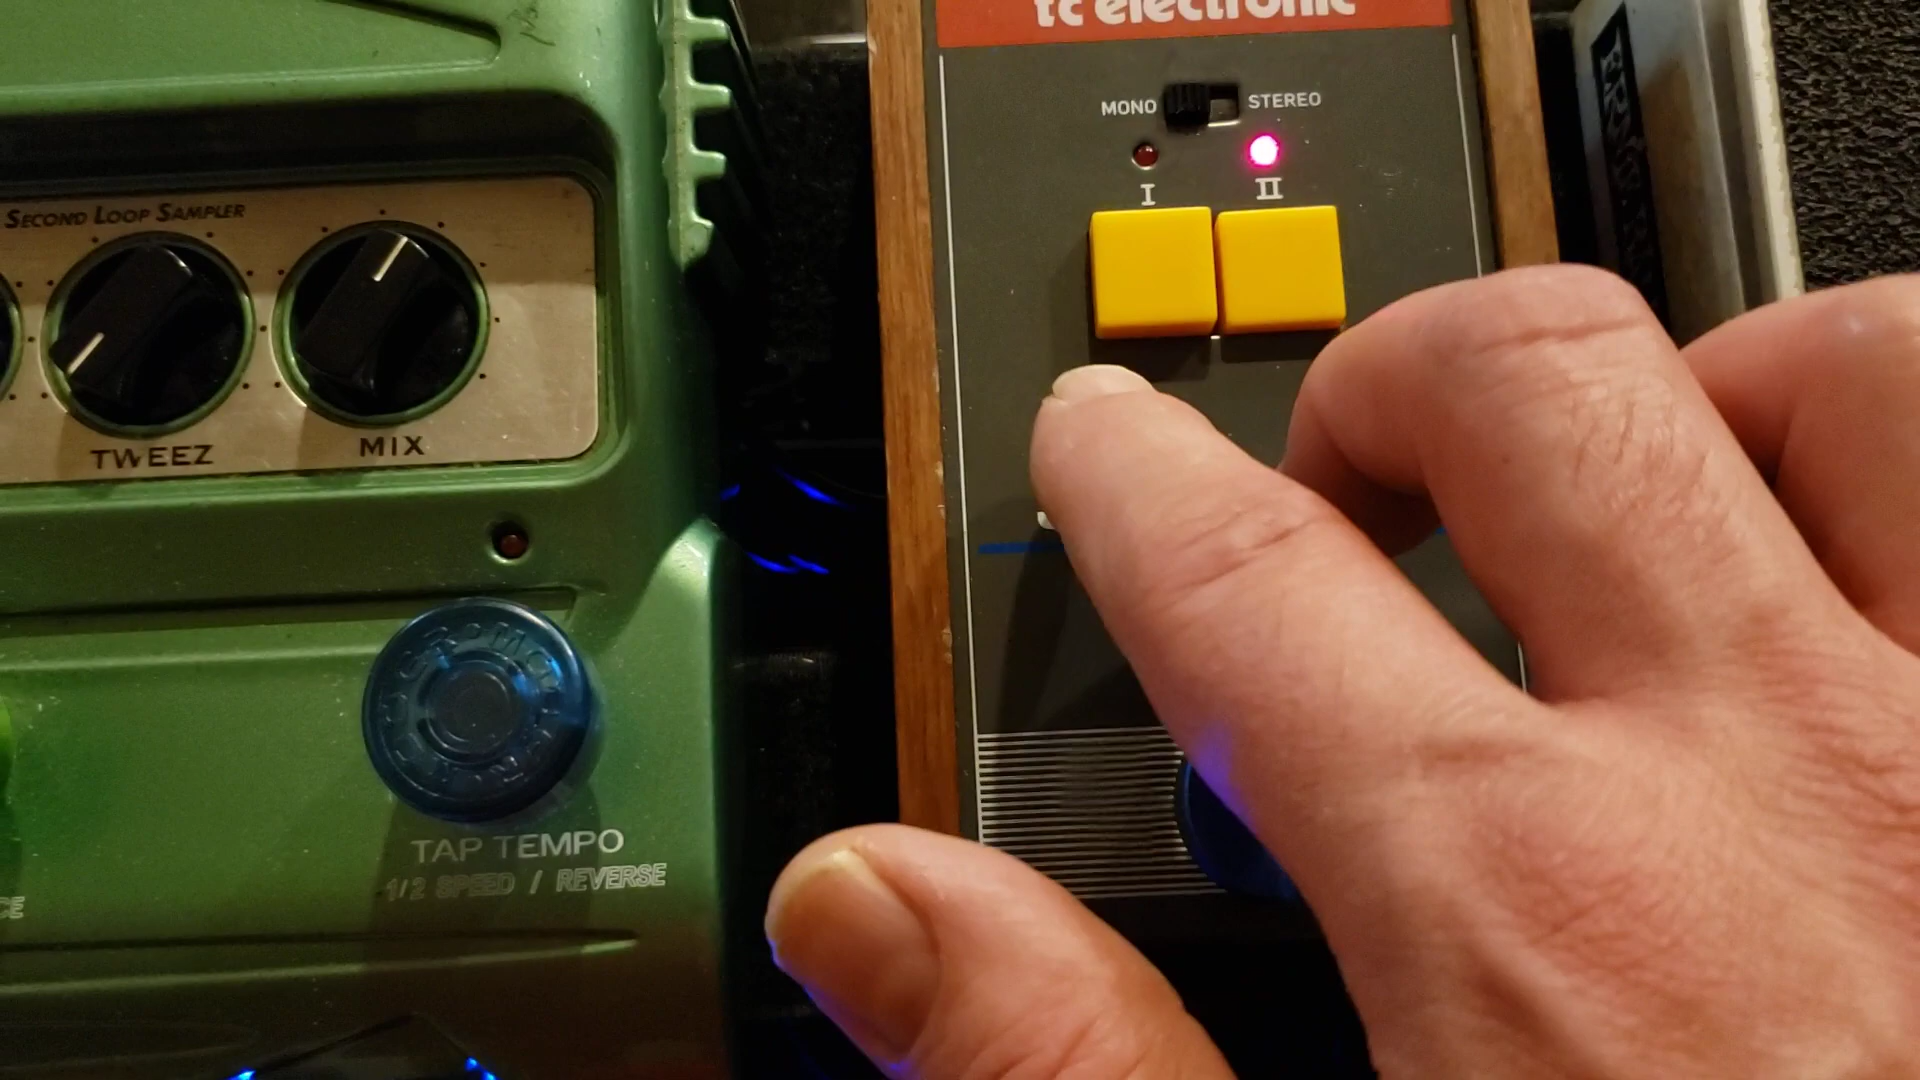 tc electronic
MONO
STEREO
I
II
SECOND LOOP SAMPLER
TWEEZ
MIX
TAP TEMPO
1/2 SPEED / REVERSE